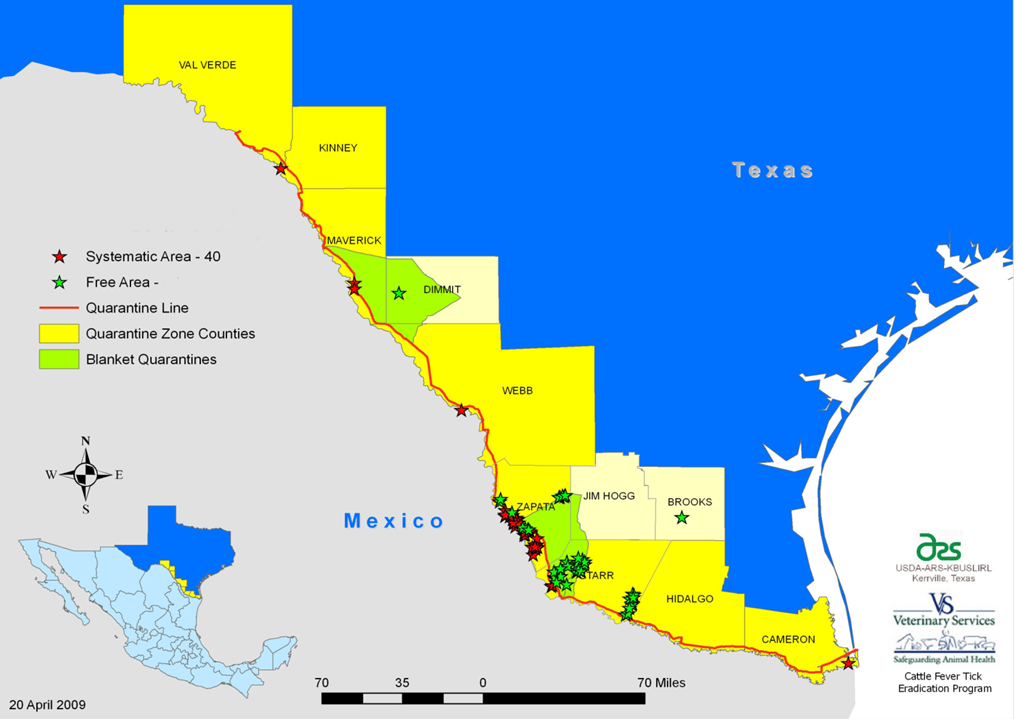 VAL VERDE
KINNEY
Texas
MAVERICK
Systematic Area - 40
Free Area -
Quarantine Line
Quarantine Zone Counties
Blanket Quarantines
DIMMIT
WEBB
N
W
E
S
JIM HOGG
BROOKS
ZAPATA
Mexico
STARR
HIDALGO
CAMERON
ars
USDA-ARS-KBUSLIRL
Kerrville, Texas
VS
Veterinary Services
Safeguarding Animal Health
Cattle Fever Tick
Eradication Program
70 35 0 70 Miles
20 April 2009